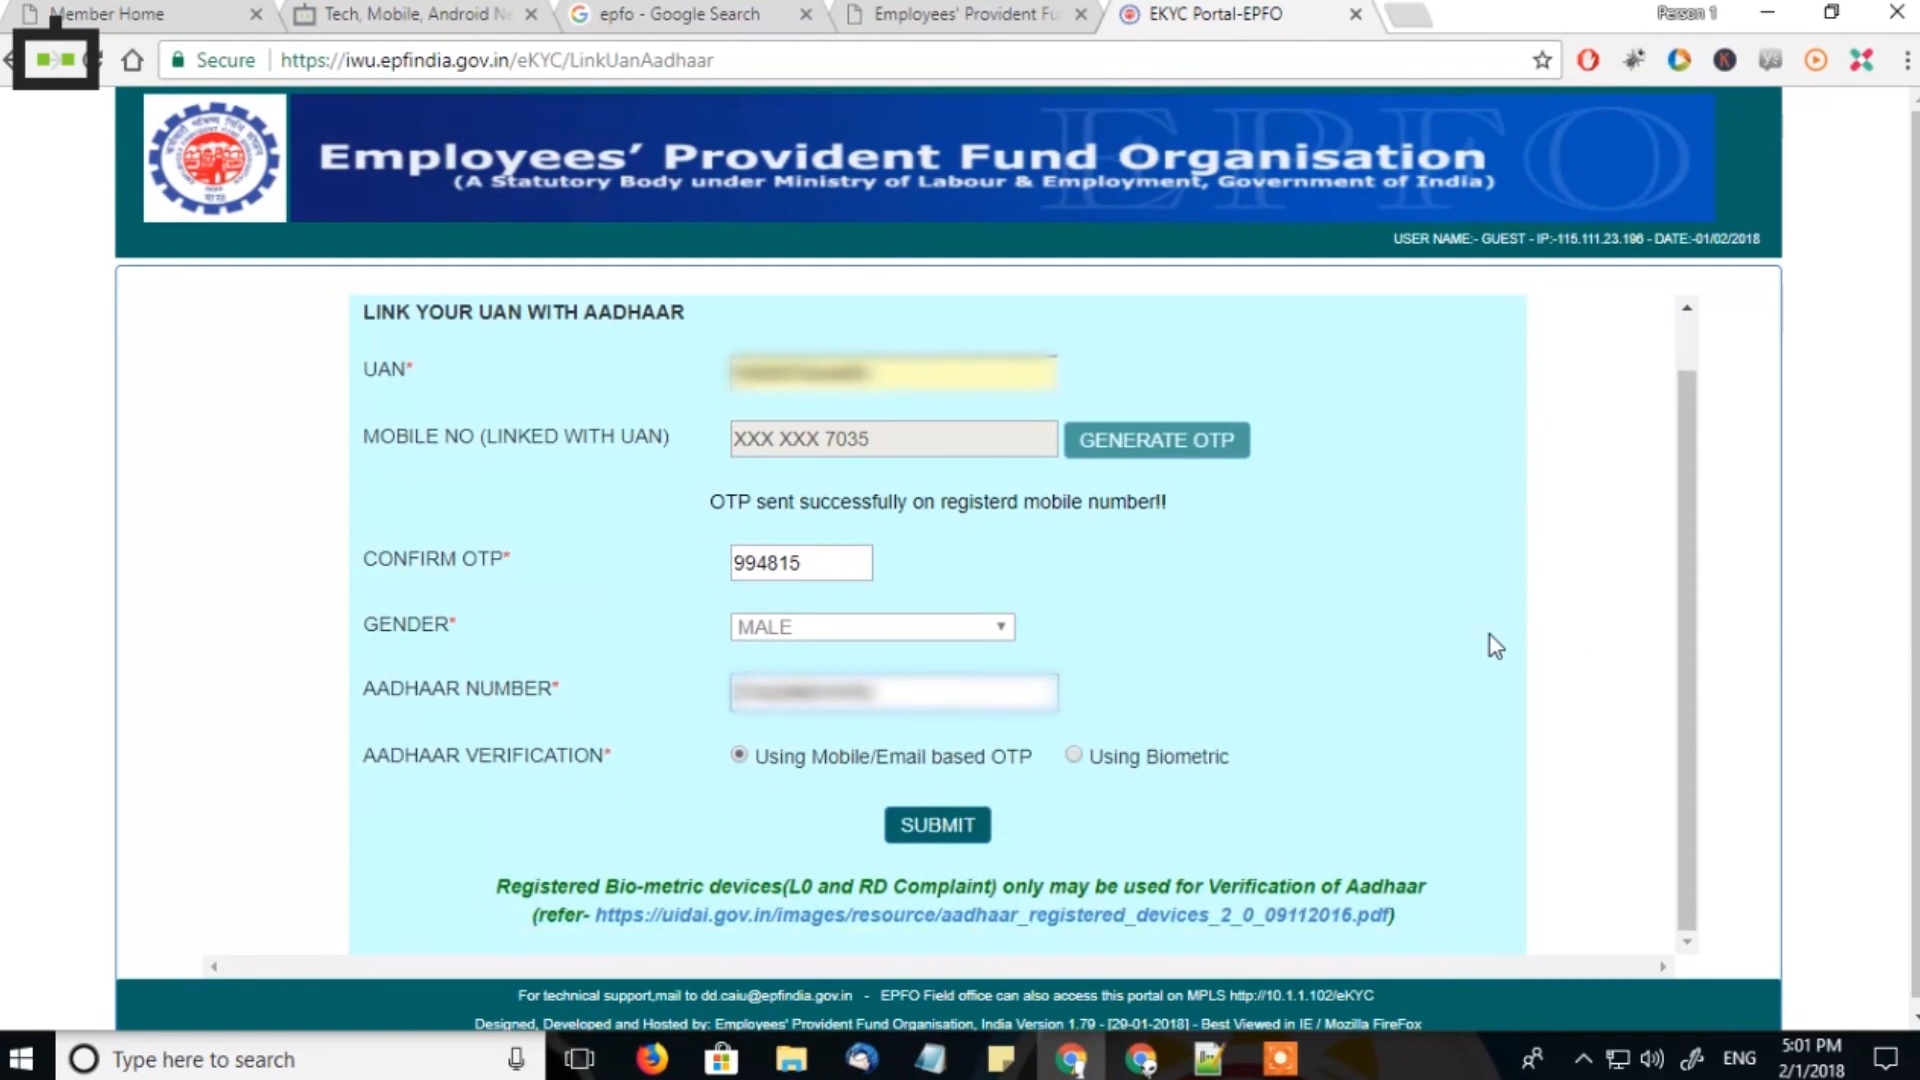 Member Home
Tech, Mobile, Android Ne
epfo - Google Search
Employees' Provident Fu
EKYC Portal-EPFO
Person 1
Secure
https://iwu.epfindia.gov.in/eKYC/LinkUanAadhaar
Employees' Provident Fund Organisation
(A Statutory Body under Ministry of Labour & Employment, Government of India)
EPFO
USER NAME:- GUEST - IP:-115.111.23.196 - DATE:-01/02/2018
LINK YOUR UAN WITH AADHAAR
UAN*
MOBILE NO (LINKED WITH UAN)
XXX XXX 7035
GENERATE OTP
OTP sent successfully on registerd mobile number!!
CONFIRM OTP*
994815
GENDER*
MALE
AADHAAR NUMBER*
AADHAAR VERIFICATION*
Using Mobile/Email based OTP
Using Biometric
SUBMIT
Registered Bio-metric devices(L0 and RD Complaint) only may be used for Verification of Aadhaar
(refer- https://uidai.gov.in/images/resource/aadhaar_registered_devices_2_0_09112016.pdf)
For technical support,mail to dd.caiu@epfindia.gov.in - EPFO Field office can also access this portal on MPLS http://10.1.1.102/eKYC
Designed, Developed and Hosted by: Employees' Provident Fund Organisation, India Version 1.79 - [29-01-2018] - Best Viewed in IE / Mozilla FireFox
Type here to search
ENG
5:01 PM
2/1/2018